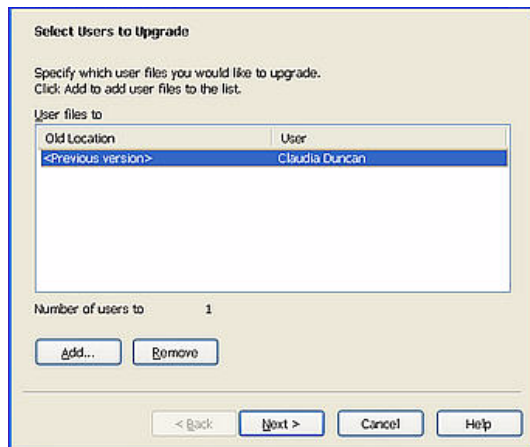 Select Users to Upgrade
Specify which user files you would like to upgrade.
Click Add to add user files to the list.
User files to
Old Location User
<Previous version> Claudia Duncan
Number of users to 1
Add... Remove
< Back Next > Cancel Help